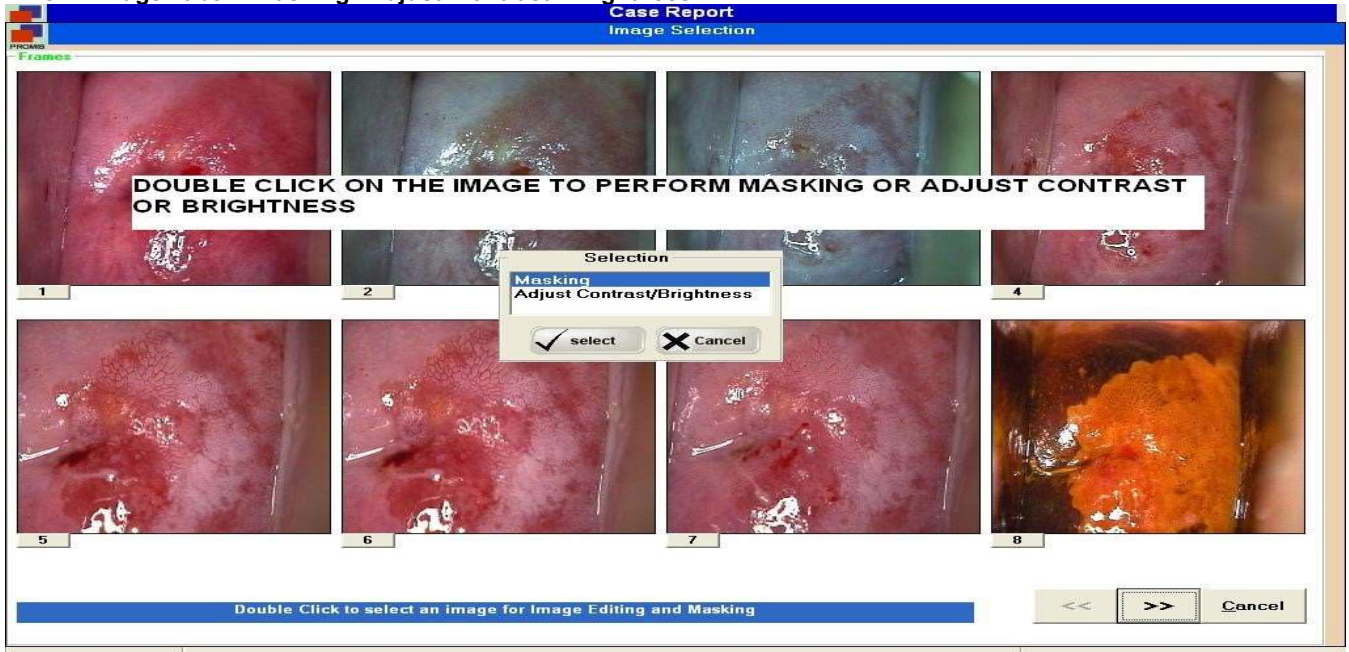 Case Report
Image Selection
PROMIS
Frames
DOUBLE CLICK ON THE IMAGE TO PERFORM MASKING OR ADJUST CONTRAST
OR BRIGHTNESS
Selection
Masking
Adjust Contrast/Brightness
select
Cancel
1
2
4
5
6
7
8
Double Click to select an image for Image Editing and Masking
<<
>>
Cancel